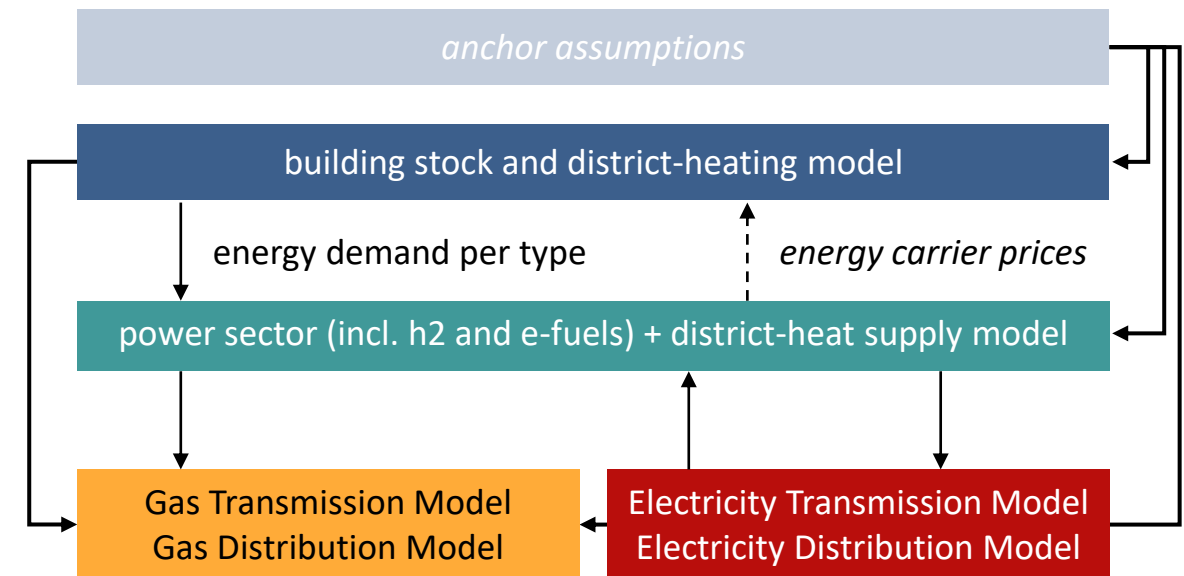 anchor assumptions
building stock and district-heating model
energy demand per type
energy carrier prices
power sector (incl. h2 and e-fuels) + district-heat supply model
Gas Transmission Model
Gas Distribution Model
Electricity Transmission Model
Electricity Distribution Model